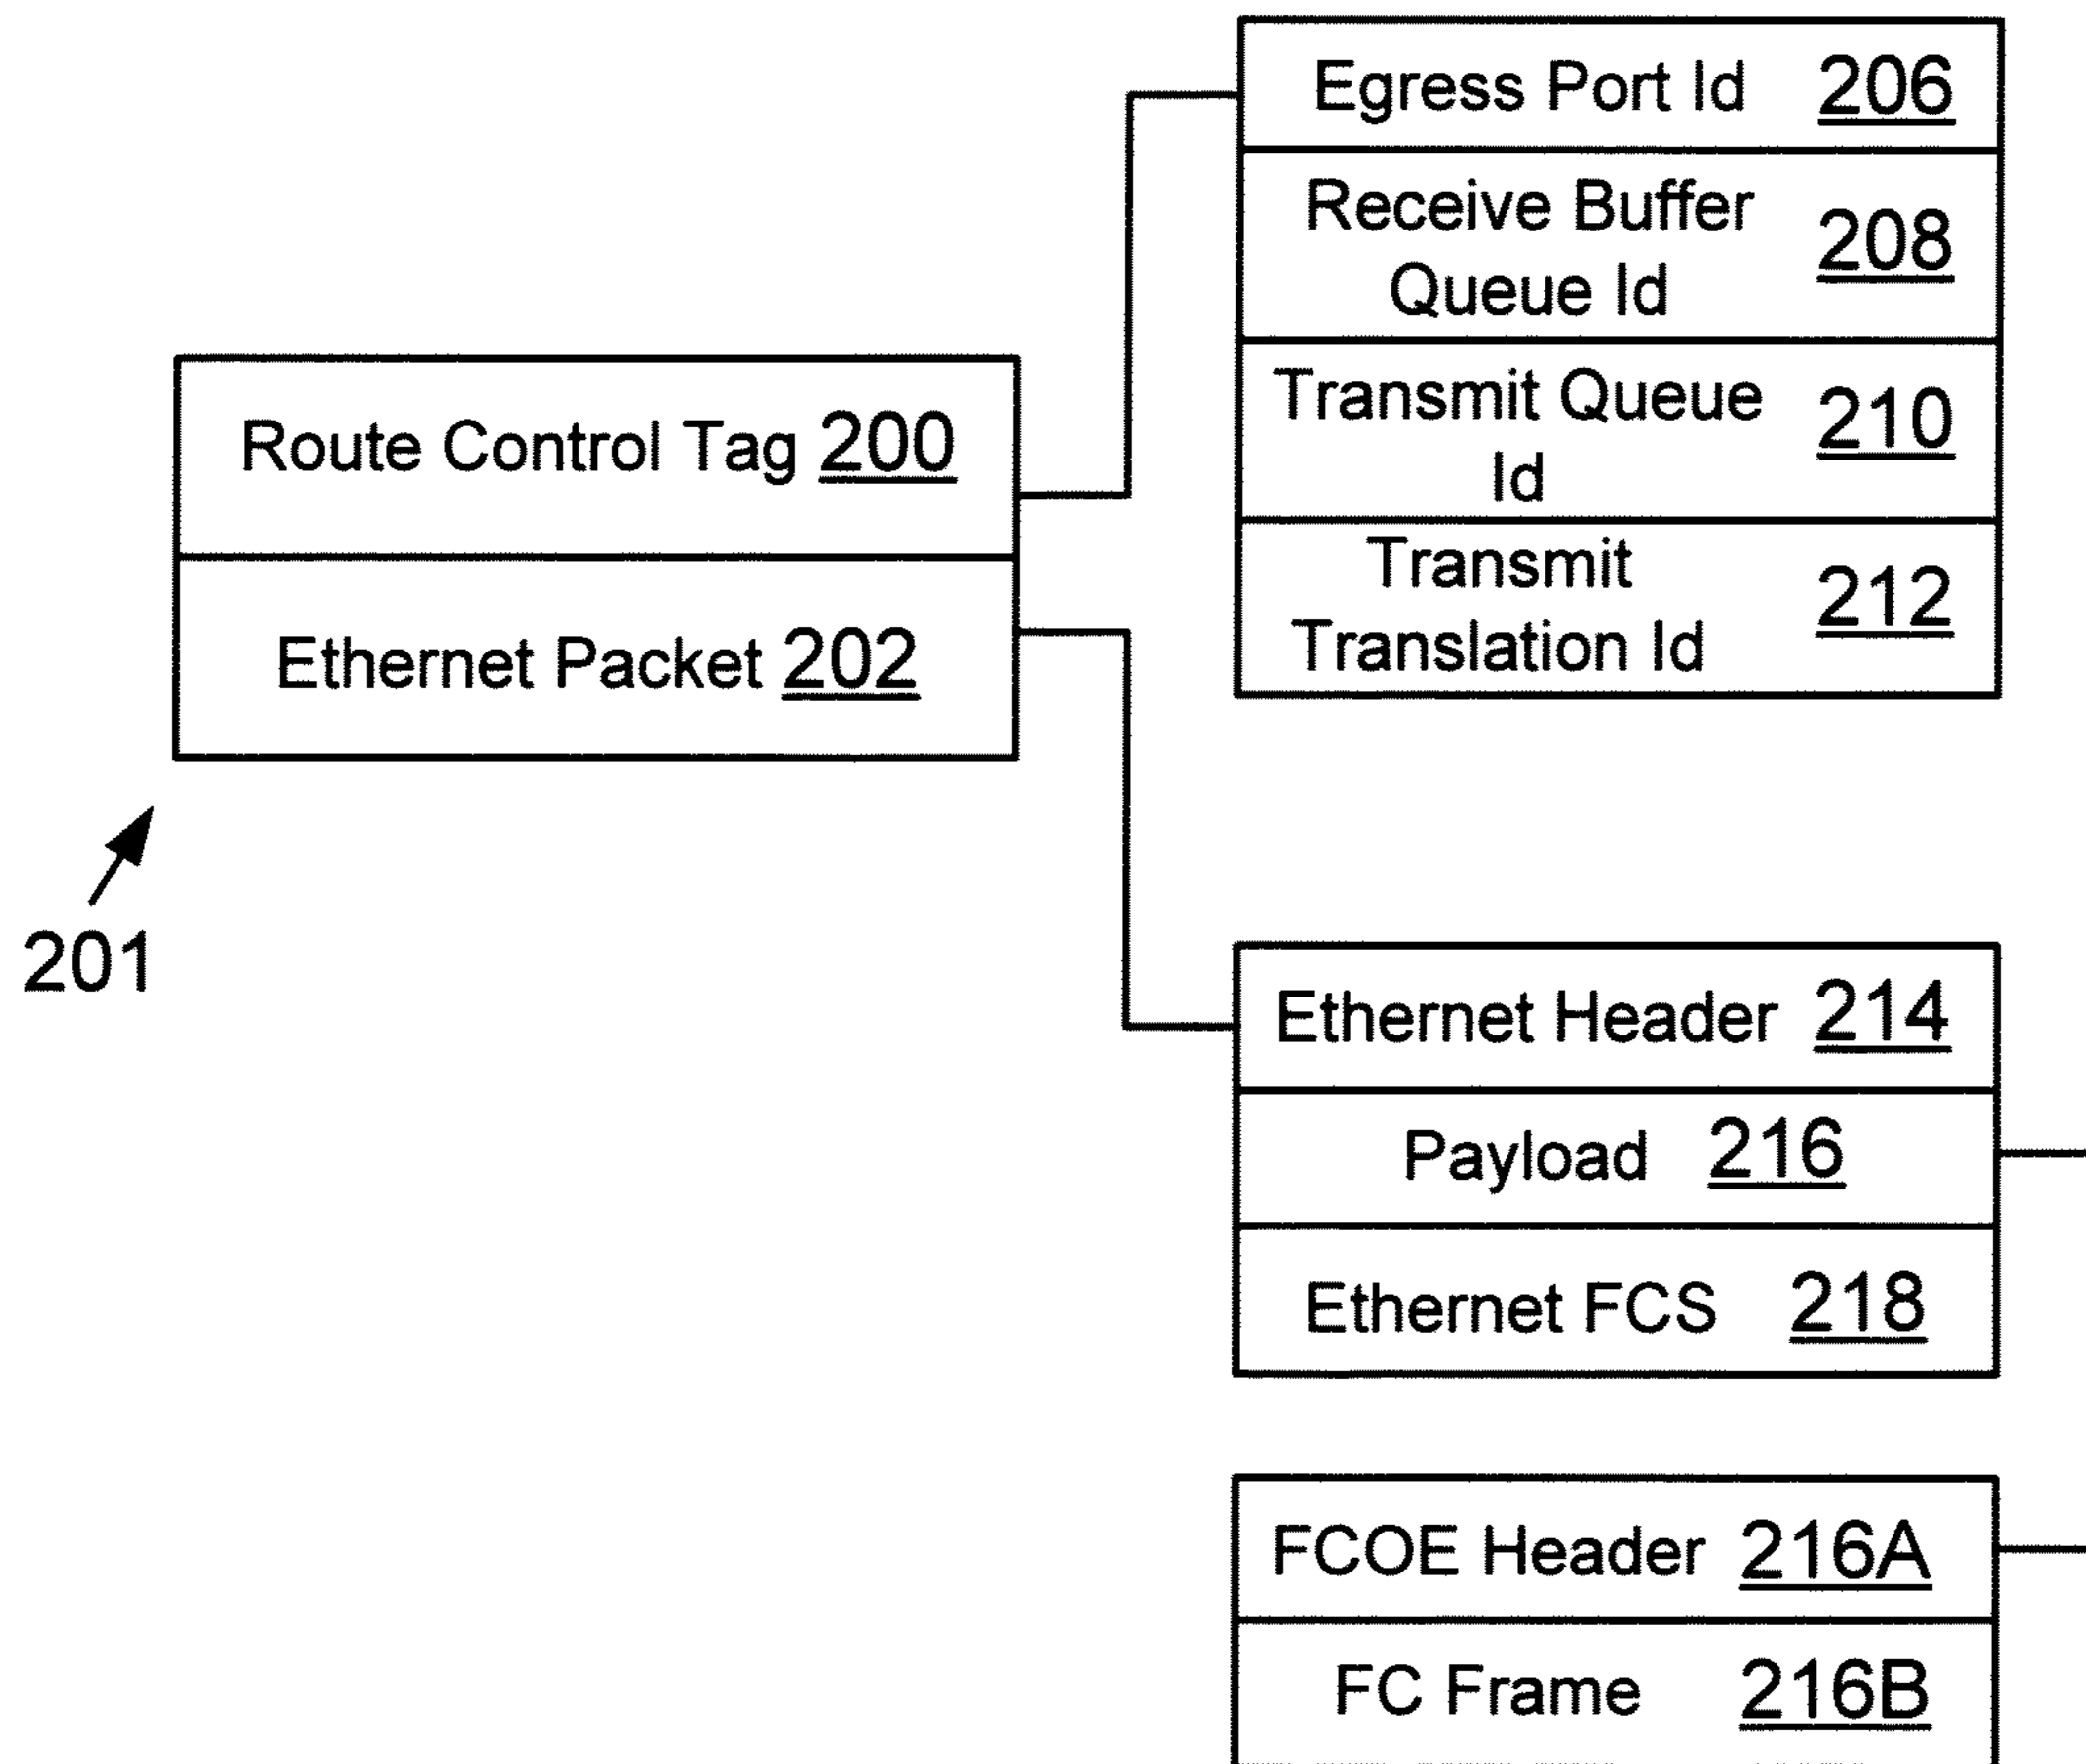 Route Control Tag 200
Ethernet Packet 202
201
Egress Port Id 206
Receive Buffer
Queue Id 208
Transmit Queue
Id 210
Transmit
Translation Id 212
Ethernet Header 214
Payload 216
Ethernet FCS 218
FCOE Header 216A
FC Frame 216B